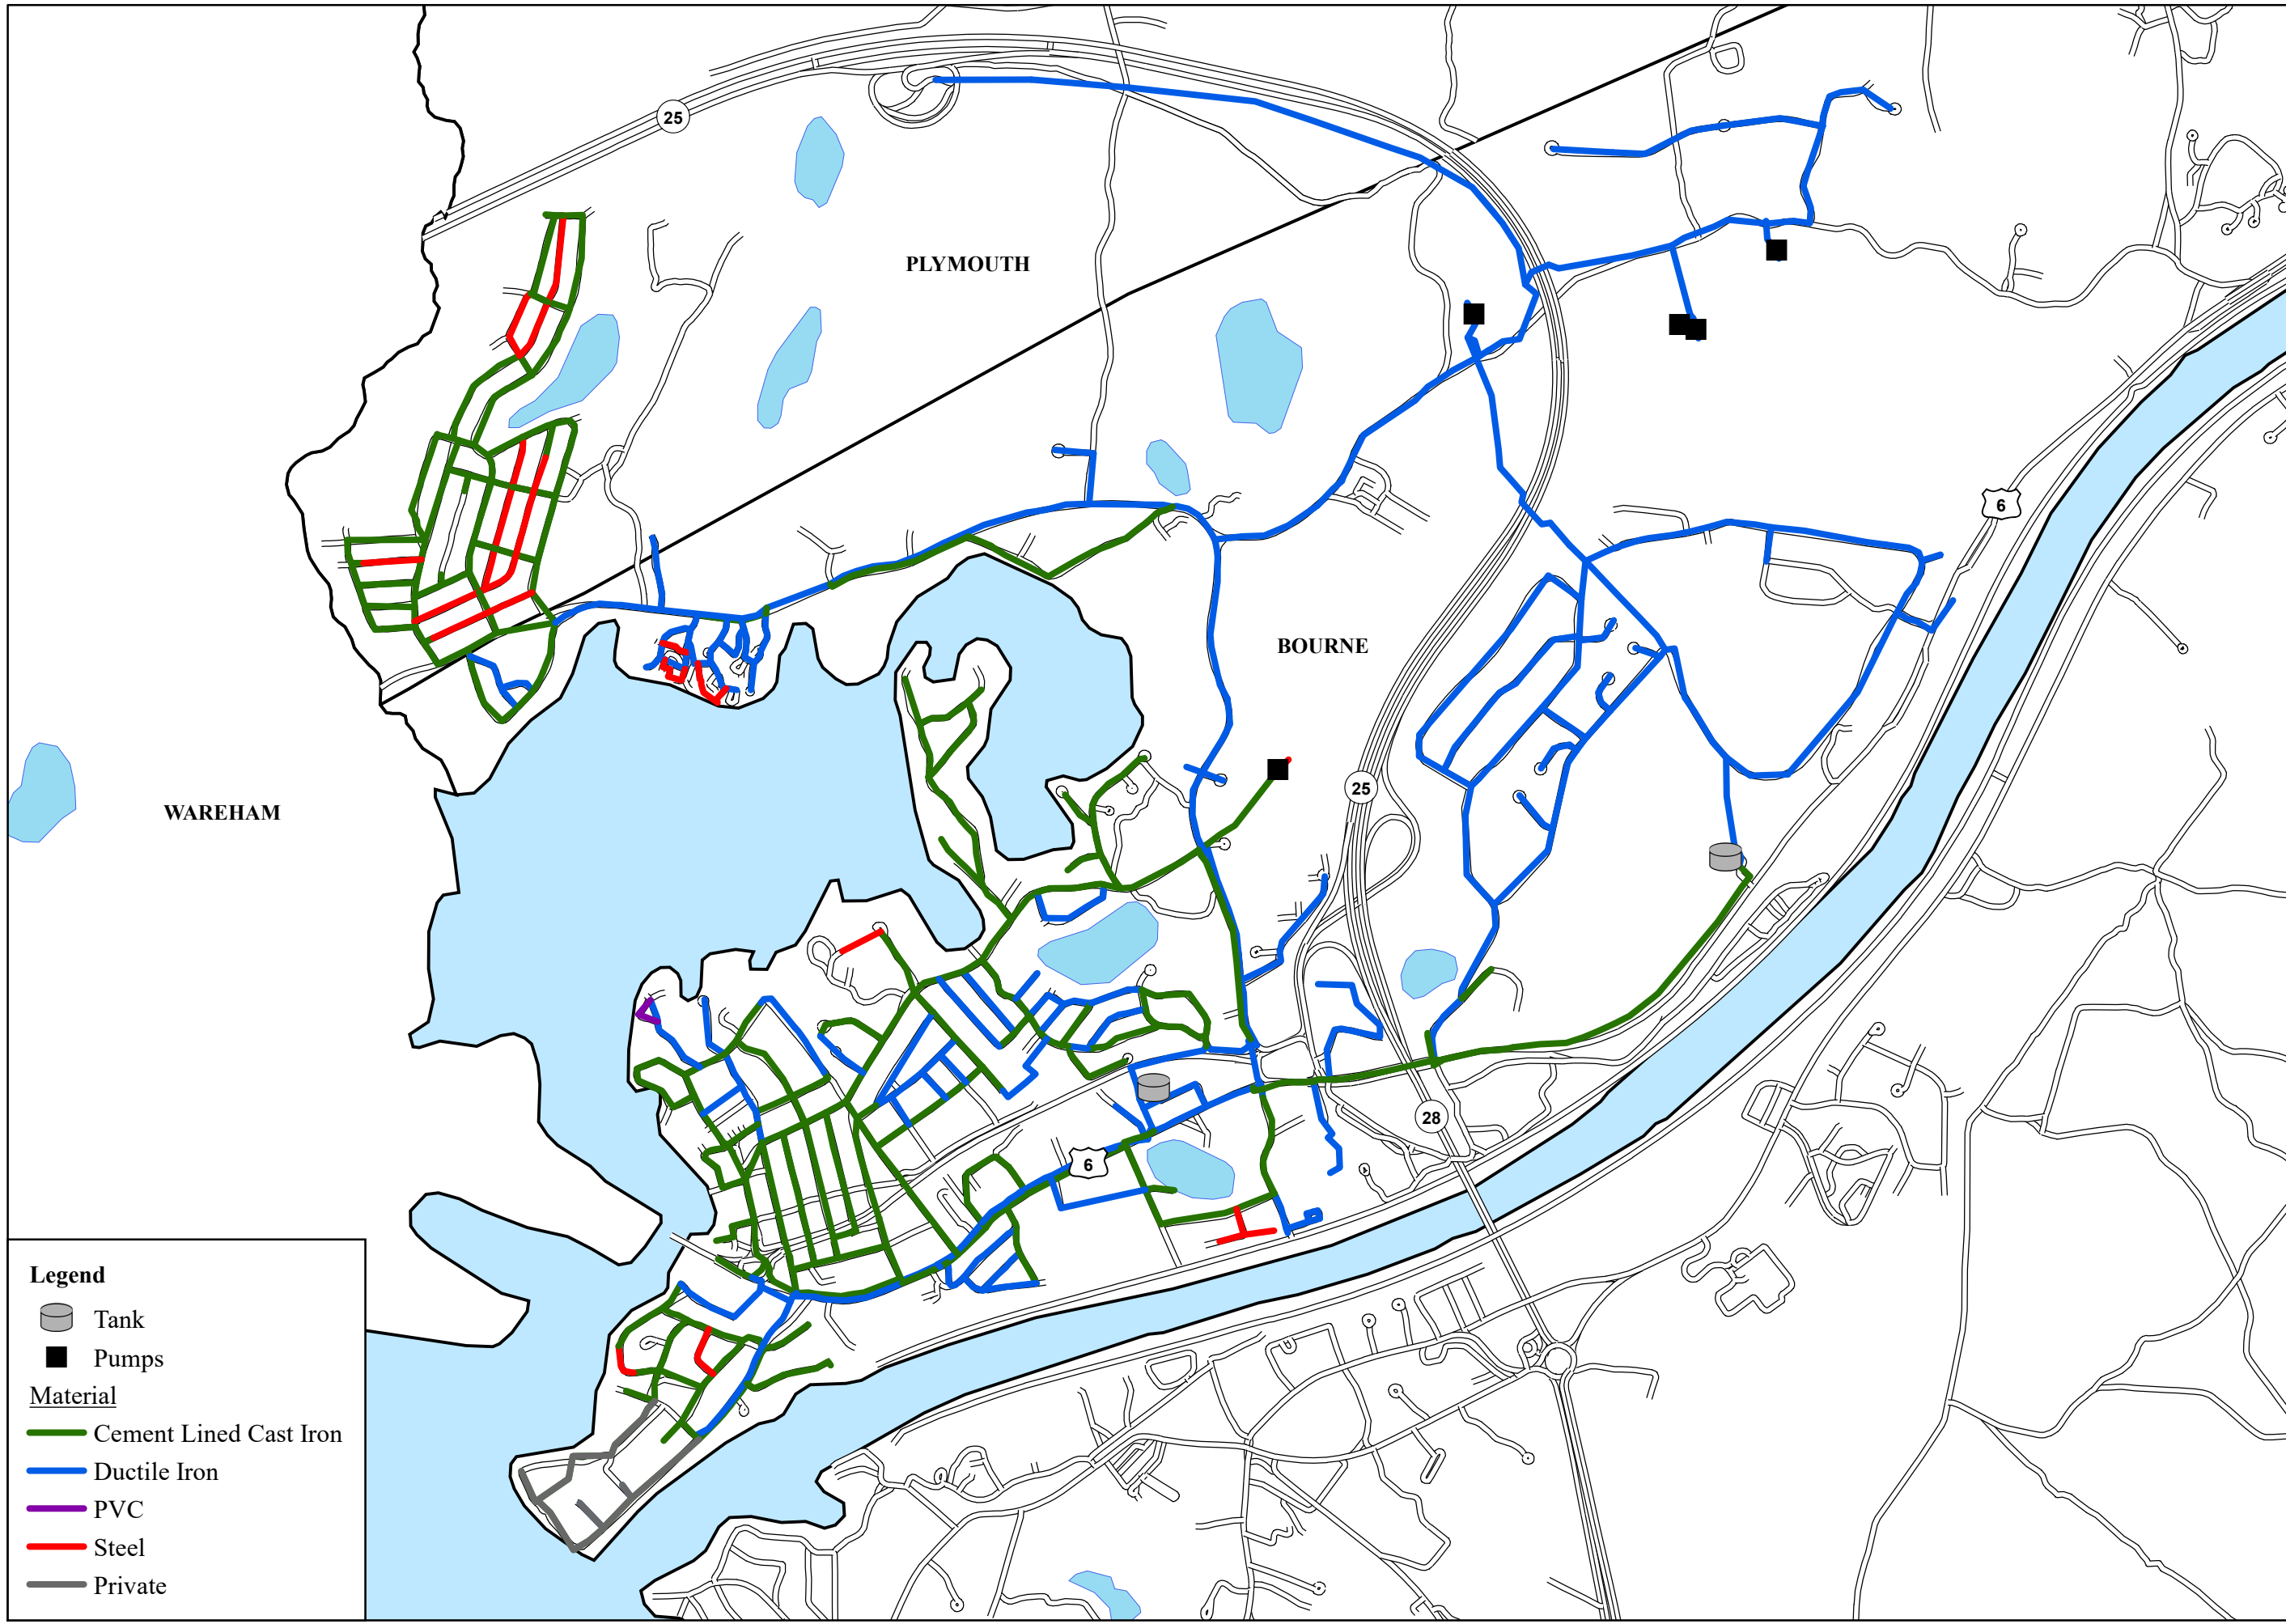 25
PLYMOUTH
6
BOURNE
25
WAREHAM
28
6
Legend
Tank
Pumps
Material
Cement Lined Cast Iron
Ductile Iron
PVC
Steel
Private